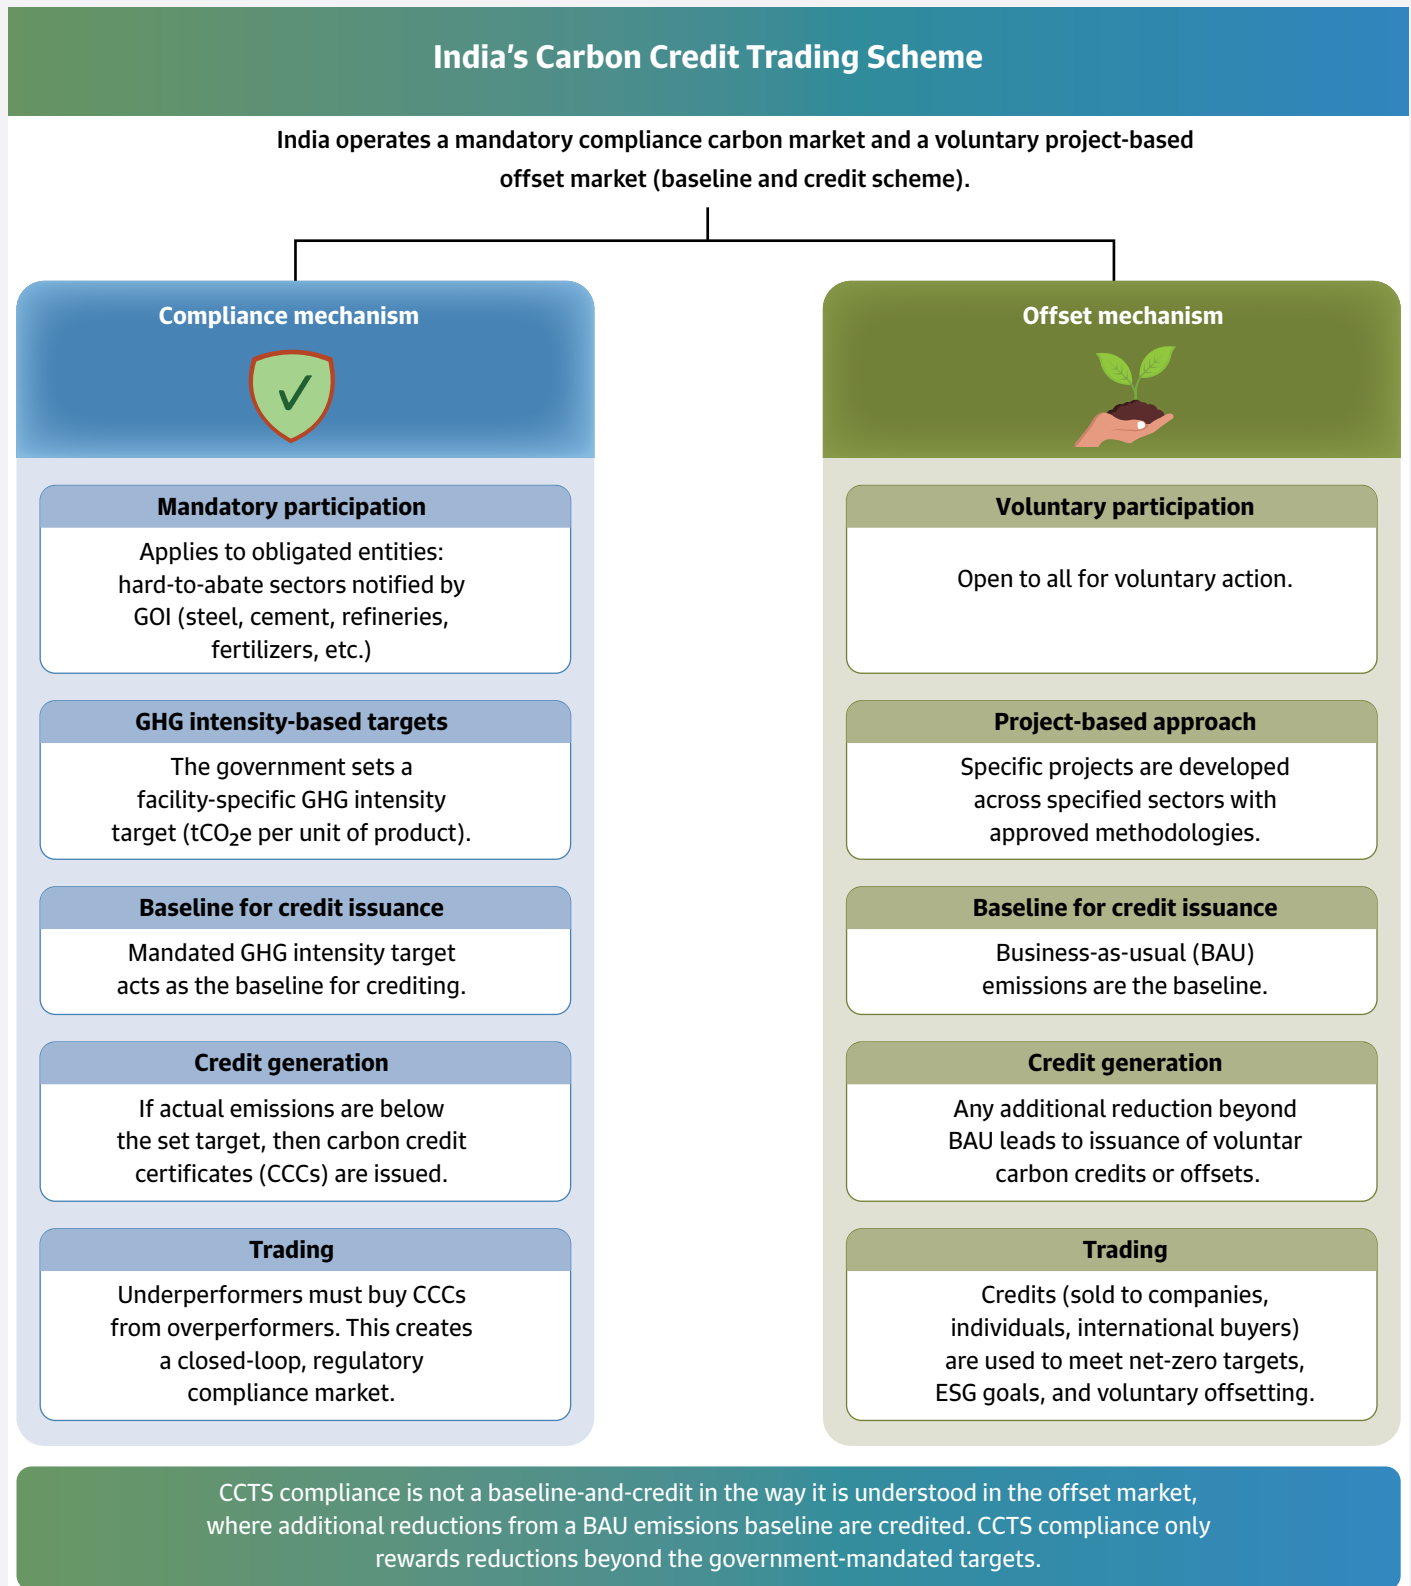 India’s Carbon Credit Trading Scheme
India operates a mandatory compliance carbon market and a voluntary project-based
offset market (baseline and credit scheme).
Compliance mechanism
Mandatory participation
Applies to obligated entities:
hard-to-abate sectors notified by
GOI (steel, cement, refineries,
fertilizers, etc.)
GHG intensity-based targets
The government sets a
facility-specific GHG intensity
target (tCO₂e per unit of product).
Baseline for credit issuance
Mandated GHG intensity target
acts as the baseline for crediting.
Credit generation
If actual emissions are below
the set target, then carbon credit
certificates (CCCs) are issued.
Trading
Underperformers must buy CCCs
from overperformers. This creates
a closed-loop, regulatory
compliance market.
Offset mechanism
Voluntary participation
Open to all for voluntary action.
Project-based approach
Specific projects are developed
across specified sectors with
approved methodologies.
Baseline for credit issuance
Business-as-usual (BAU)
emissions are the baseline.
Credit generation
Any additional reduction beyond
BAU leads to issuance of voluntar
carbon credits or offsets.
Trading
Credits (sold to companies,
individuals, international buyers)
are used to meet net-zero targets,
ESG goals, and voluntary offsetting.
CCTS compliance is not a baseline-and-credit in the way it is understood in the offset market,
where additional reductions from a BAU emissions baseline are credited. CCTS compliance only
rewards reductions beyond the government-mandated targets.